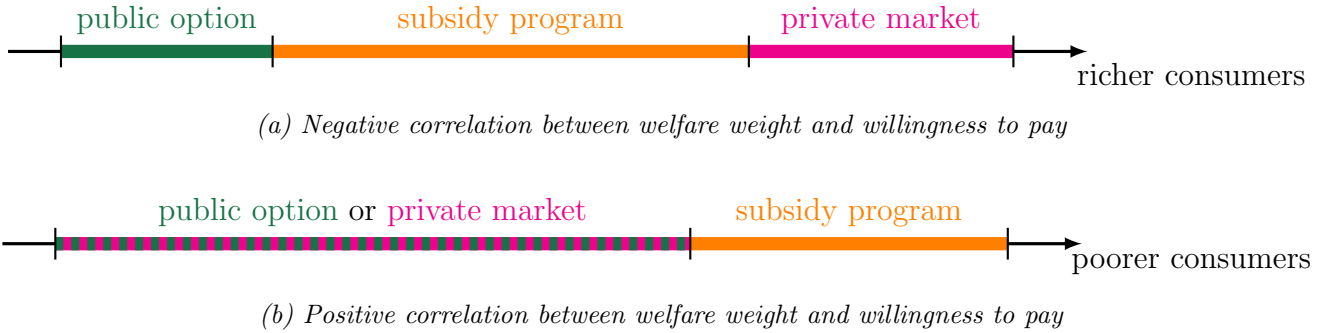 public option subsidy program private market
richer consumers
(a) Negative correlation between welfare weight and willingness to pay
public option or private market subsidy program
poorer consumers
(b) Positive correlation between welfare weight and willingness to pay